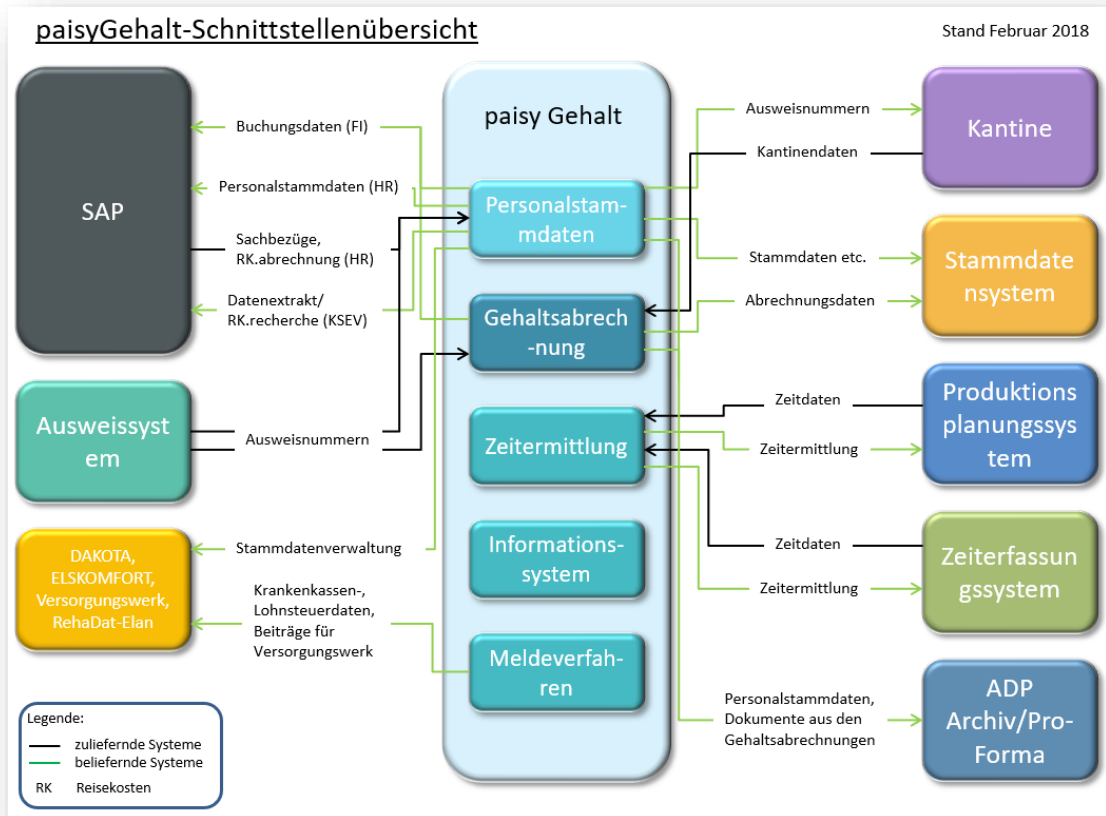 paisyGehalt-Schnittstellenübersicht
Stand Februar 2018
SAP
Buchungsdaten (FI)
Personalstammdaten (HR)
Sachbezüge,
RK.abrechnung (HR)
Datenextrakt/
RK.recherche (KSEV)
Ausweissyst
em
Ausweisnummern
DAKOTA,
ELSKOMFORT,
Versorgungswerk,
RehaDat-Elan
Stammdatenverwaltung
Krankenkassen-,
Lohnsteuerdaten,
Beiträge für
Versorgungswerk
Legende:
zuliefernde Systeme
beliefernde Systeme
RK Reisekosten
paisy Gehalt
Personalstam-
mdaten
Gehaltsabrech
-nung
Zeitermittlung
Informations-
system
Meldeverfah-
ren
Ausweisnummern
Kantinendaten
Kantine
Stammdaten etc.
Abrechnungsdaten
Stammdate
nsystem
Zeitdaten
Zeitermittlung
Produktions
planungssys
tem
Zeitdaten
Zeitermittlung
Zeiterfassun
gssystem
Personalstammdaten,
Dokumente aus den
Gehaltsabrechnungen
ADP
Archiv/Pro-
Forma